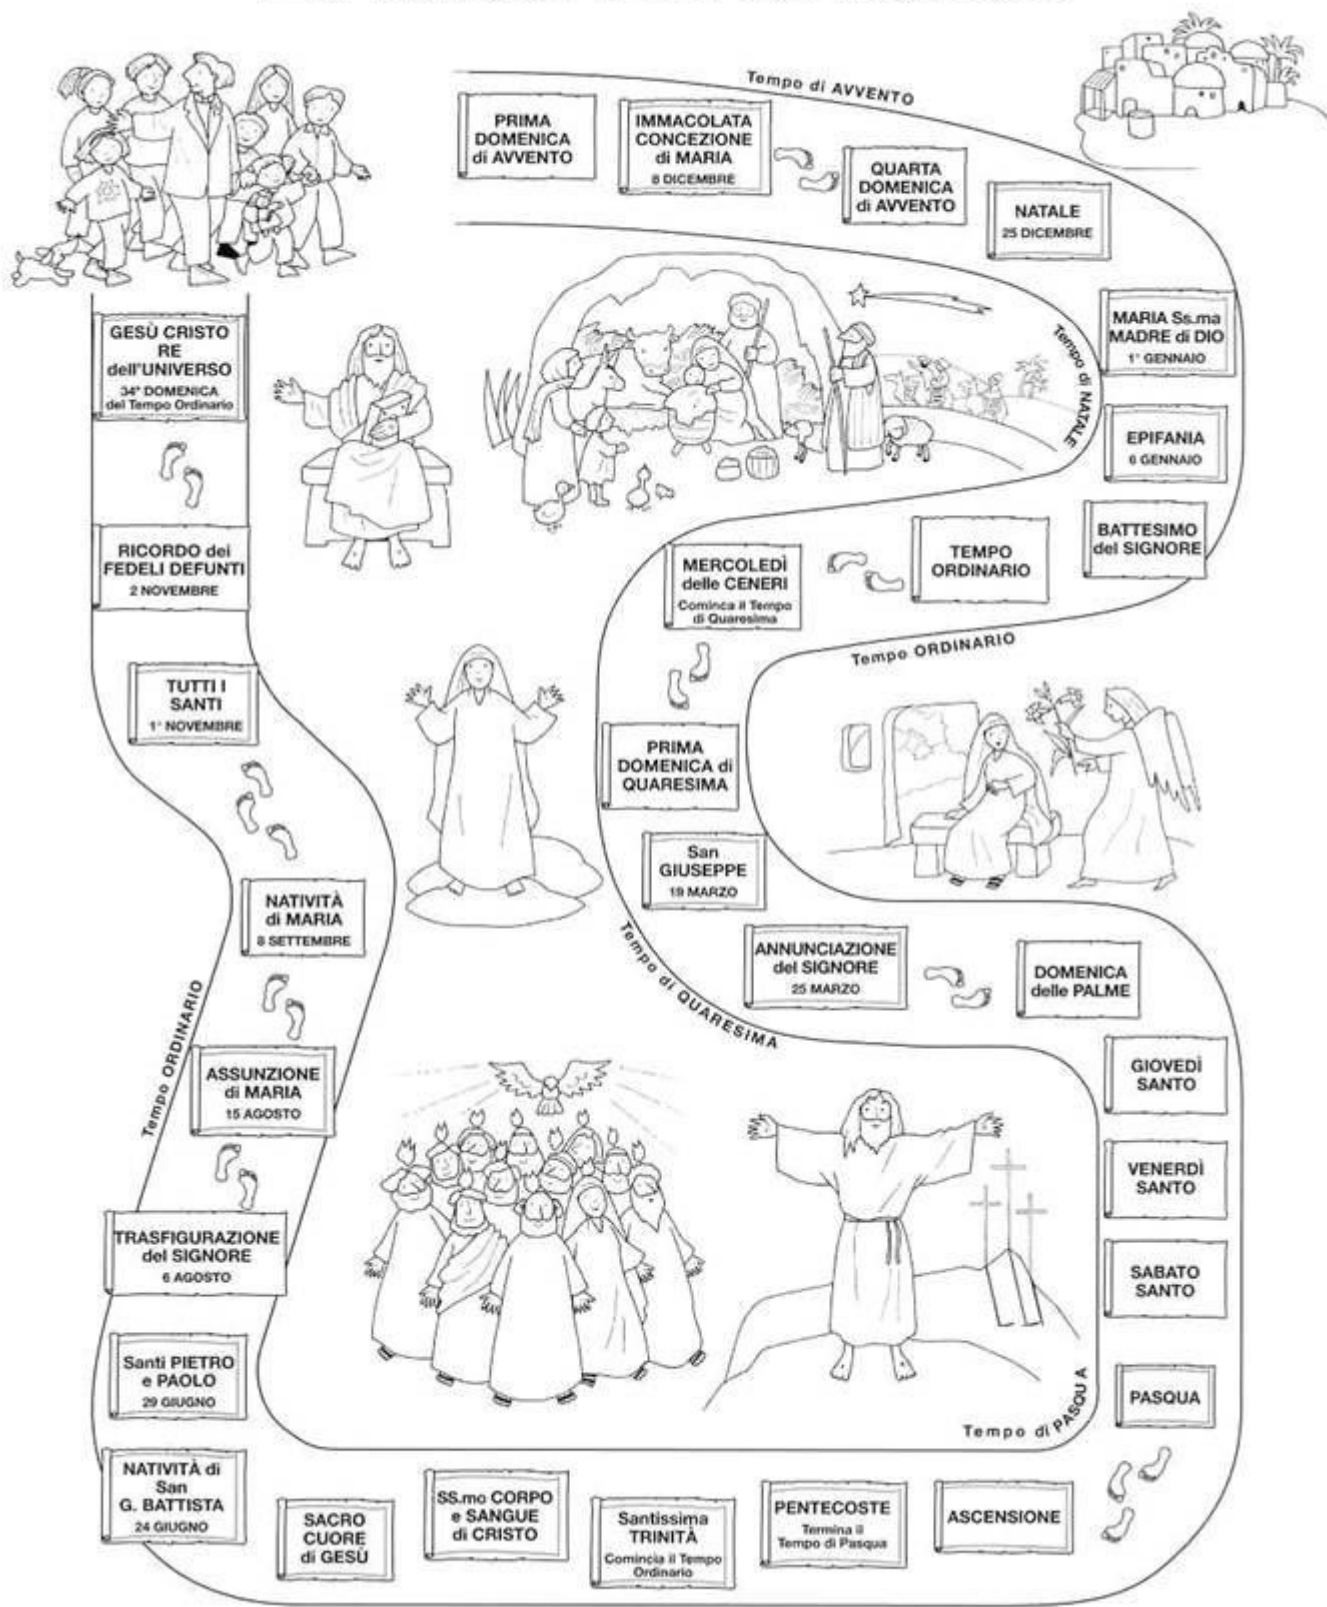 Tempo di AVVENTO
PRIMA
DOMENICA
di AVVENTO
IMMACOLATA
CONCEZIONE
di MARIA
8 DICEMBRE
QUARTA
DOMENICA
di AVVENTO
NATALE
25 DICEMBRE
MARIA Ss.ma
MADRE di DIO
1° GENNAIO
Tempo di NATALE
EPIFANIA
6 GENNAIO
BATTESIMO
del SIGNORE
TEMPO
ORDINARIO
Tempo ORDINARIO
MERCOLEDÌ
delle CENERI
Cominca il Tempo
di Quaresima
PRIMA
DOMENICA di
QUARESIMA
San
GIUSEPPE
19 MARZO
Tempo di QUARESIMA
ANNUNCIAZIONE
del SIGNORE
25 MARZO
DOMENICA
delle PALME
GIOVEDÌ
SANTO
VENERDÌ
SANTO
SABATO
SANTO
PASQUA
Tempo di PASQUA
ASCENSIONE
PENTECOSTE
Termina il
Tempo di Pasqua
Santissima
TRINITÀ
Comincia il Tempo
Ordinario
SS.mo CORPO
e SANGUE
di CRISTO
SACRO
CUORE
di GESÙ
NATIVITÀ di
San
G. BATTISTA
24 GIUGNO
Santi PIETRO
e PAOLO
29 GIUGNO
TRASFIGURAZIONE
del SIGNORE
6 AGOSTO
Tempo ORDINARIO
ASSUNZIONE
di MARIA
15 AGOSTO
NATIVITÀ
di MARIA
8 SETTEMBRE
TUTTI I
SANTI
1° NOVEMBRE
RICORDO dei
FEDELI DEFUNTI
2 NOVEMBRE
GESÙ CRISTO
RE
dell'UNIVERSO
34ª DOMENICA
del Tempo Ordinario